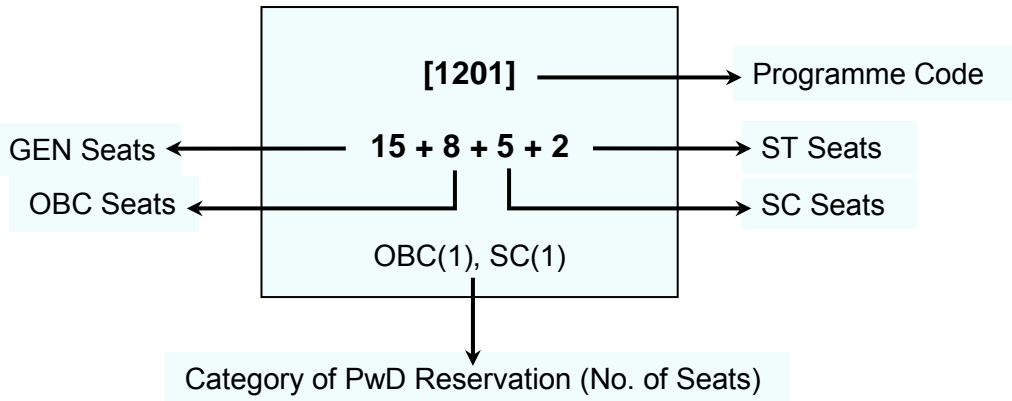 [1201] Programme Code
GEN Seats 15 + 8 + 5 + 2 ST Seats
OBC Seats SC Seats
OBC(1), SC(1)
Category of PwD Reservation (No. of Seats)